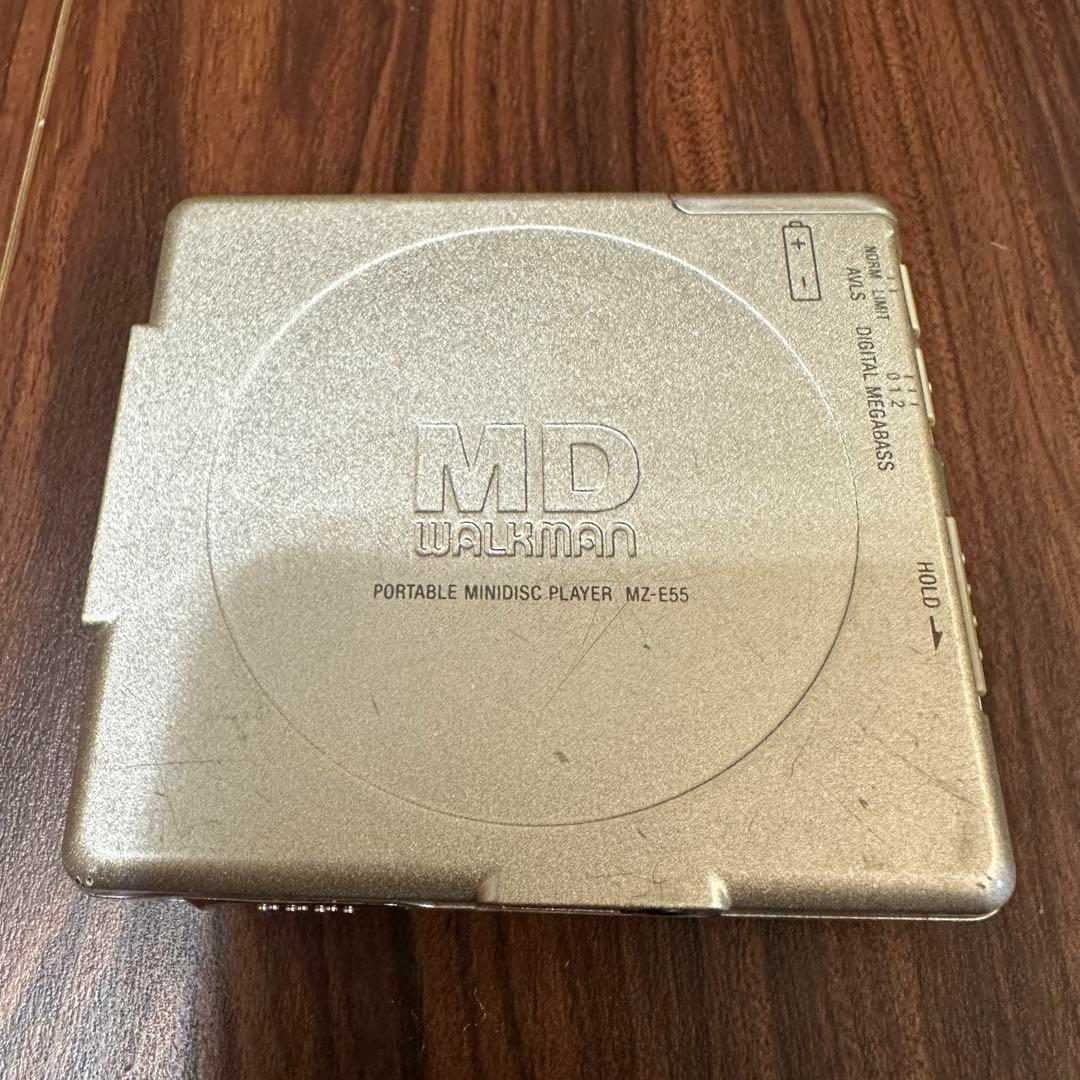 MD
WALKMAN
PORTABLE MINIDISC PLAYER MZ-E55
+
-
NORM LIMIT
AVLS
0 1 2
DIGITAL MEGABASS
HOLD